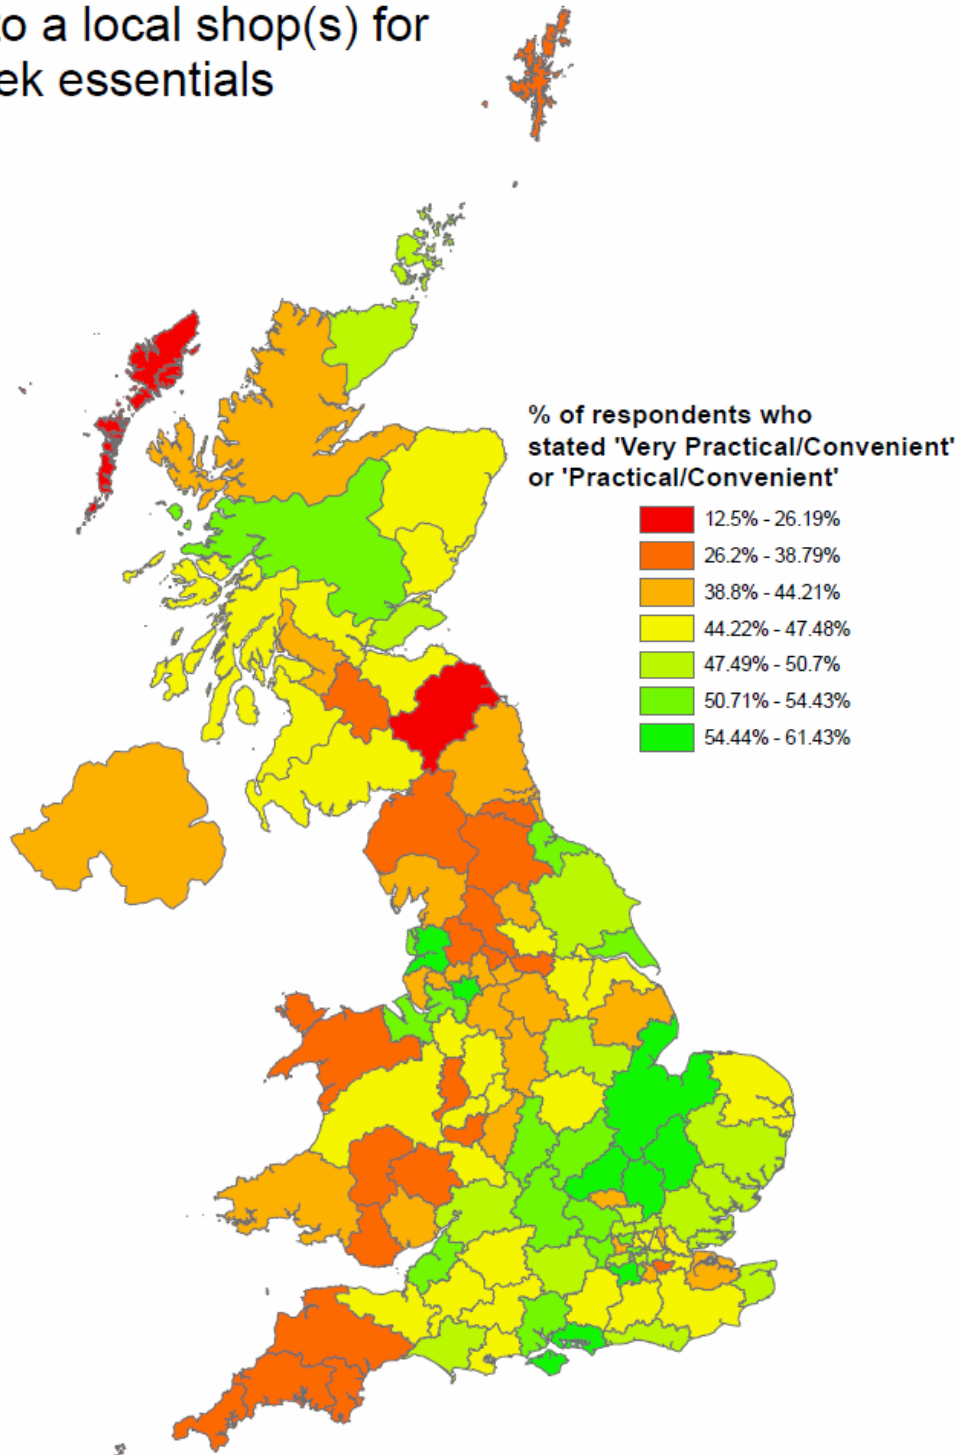 to a local shop(s) for
ek essentials
% of respondents who
stated 'Very Practical/Convenient'
or 'Practical/Convenient'
12.5% - 26.19%
26.2% - 38.79%
38.8% - 44.21%
44.22% - 47.48%
47.49% - 50.7%
50.71% - 54.43%
54.44% - 61.43%